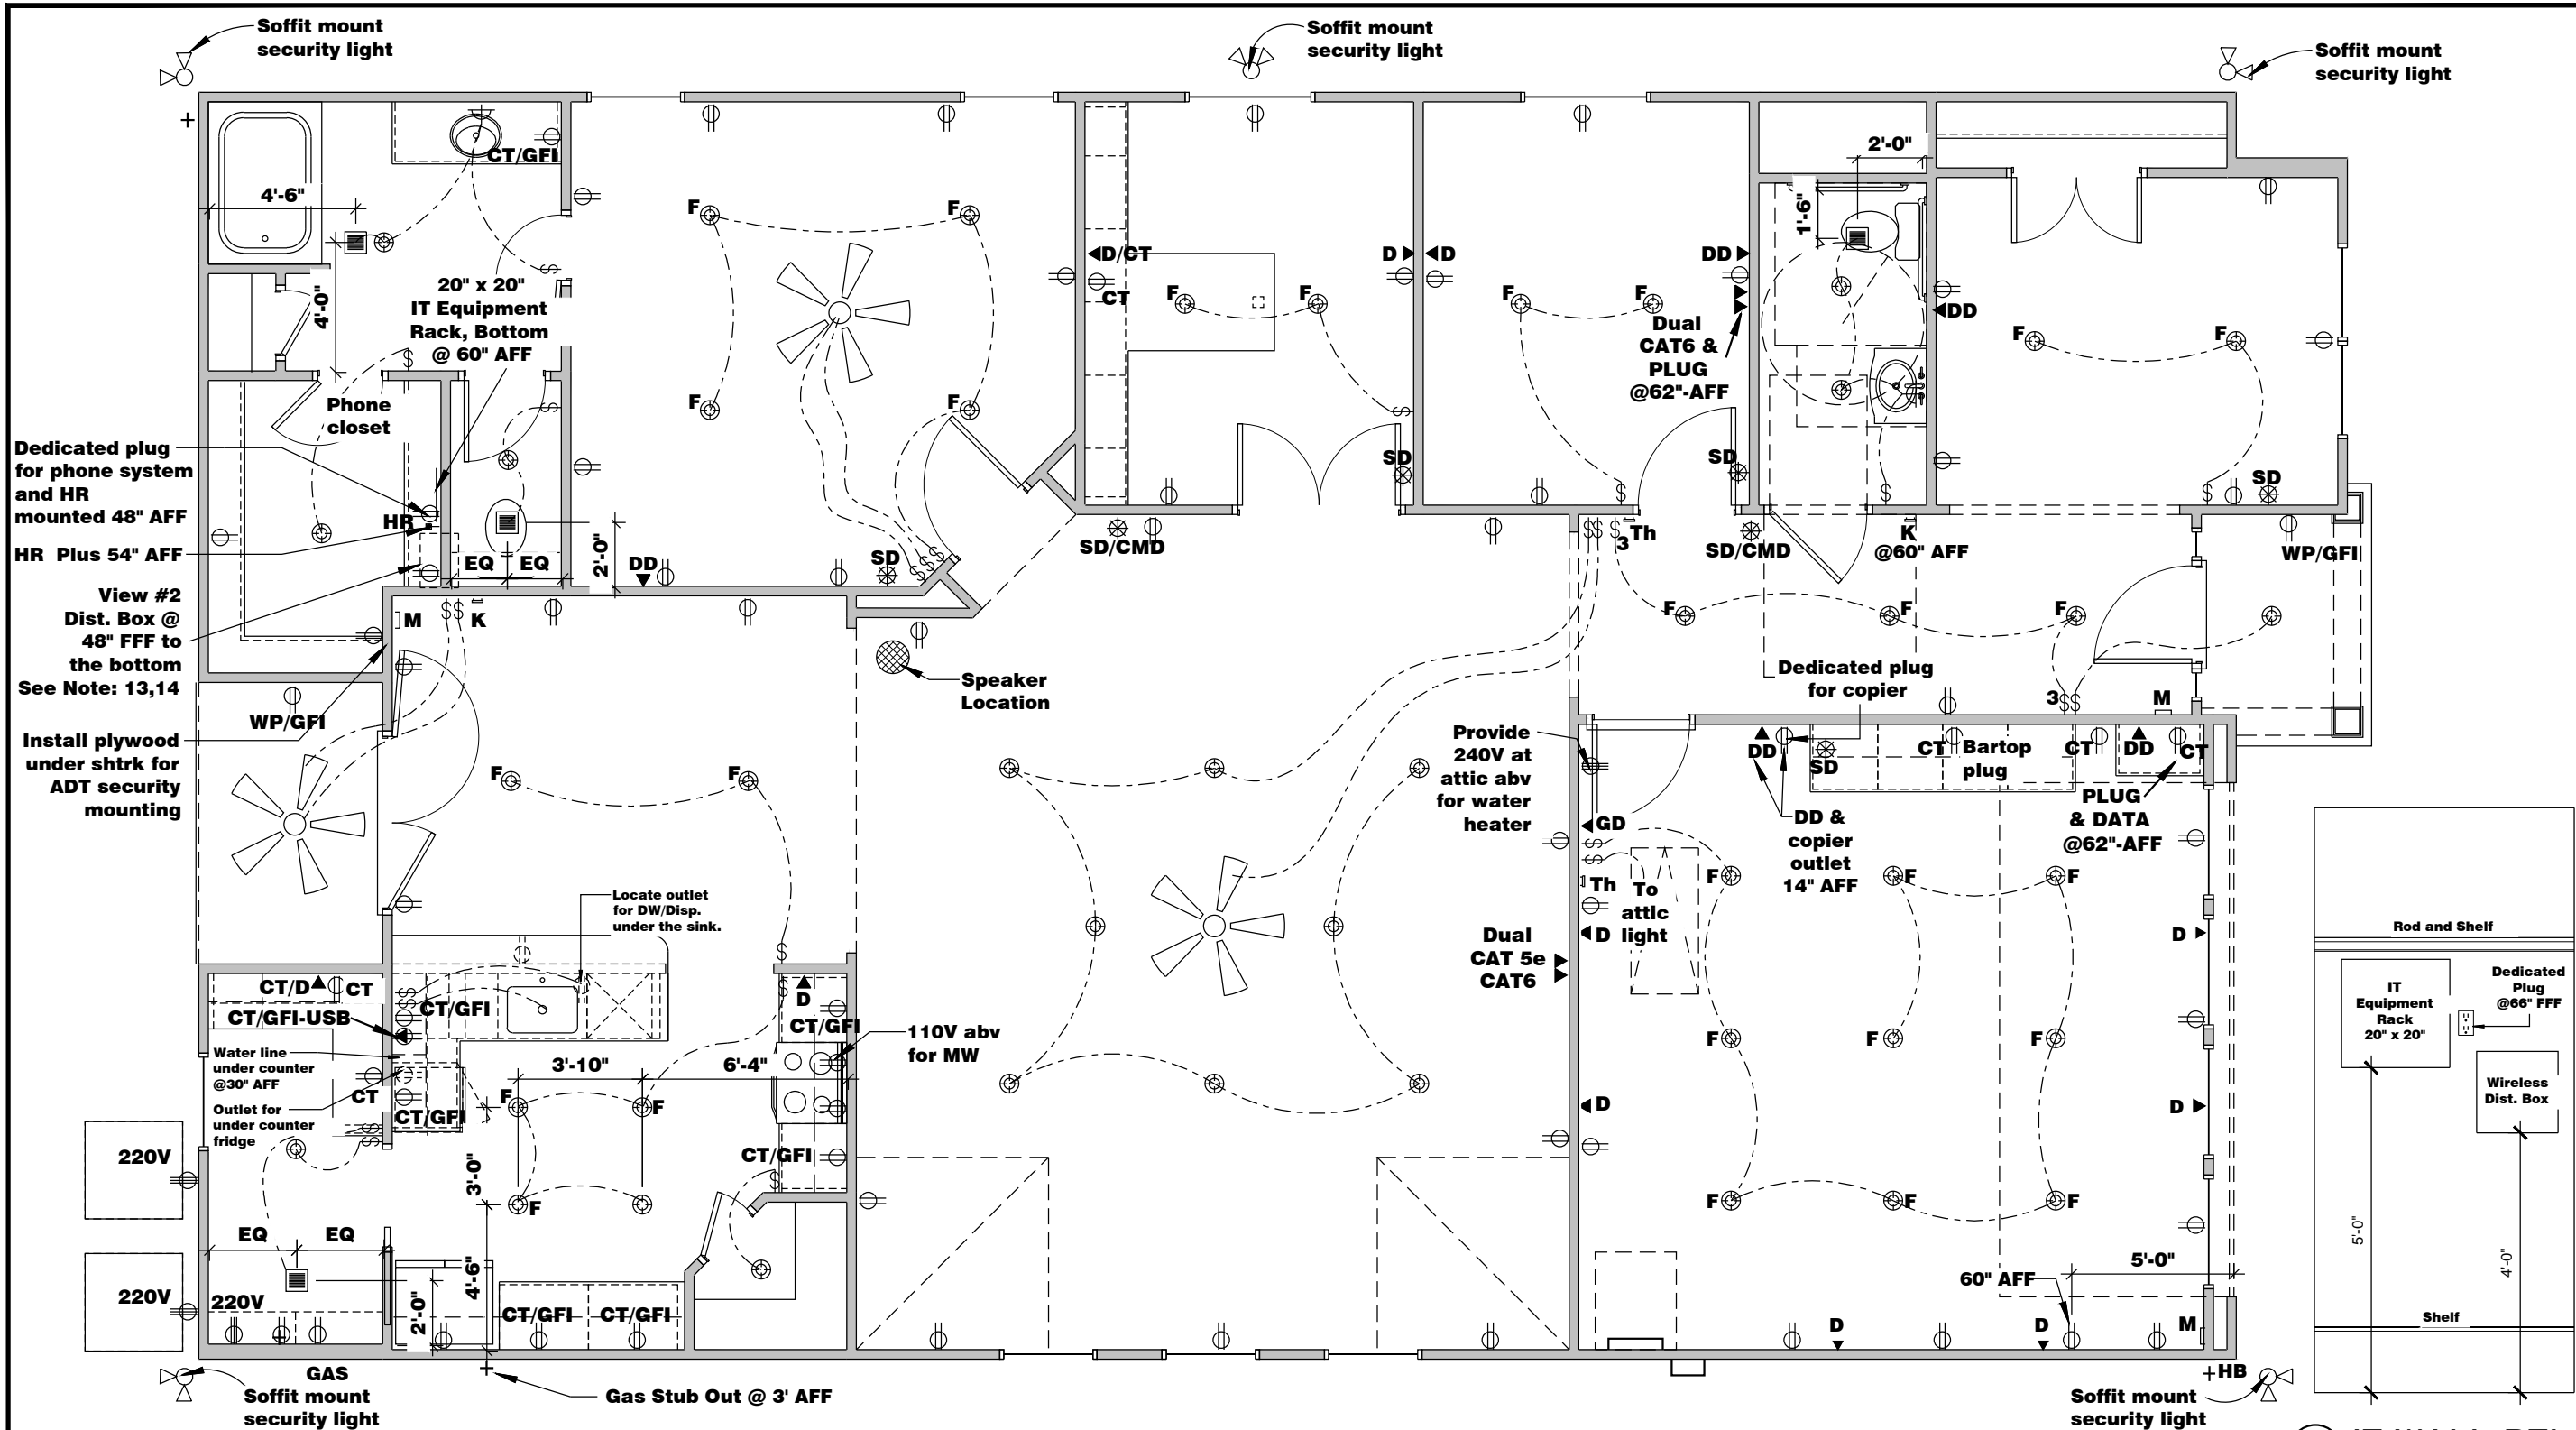 Soffit mount
security light
Soffit mount
security light
Soffit mount
security light
CT/GFI
4'-6"
4'-0"
20" x 20"
IT Equipment
Rack, Bottom
@ 60" AFF
Phone
closet
Dedicated plug
for phone system
and HR
mounted 48" AFF
HR
HR Plus 54" AFF
View #2
Dist. Box @
48" FFF to
the bottom
See Note: 13,14
Install plywood
under shtrk for
ADT security
mounting
EQ
EQ
2'-0"
DD
M
K
WP/GFI
F
F
F
F
SD
D/CT
CT
F
F
D
D
SD
SD/CMD
F
F
DD
Dual
CAT6 &
PLUG
@62"-AFF
SD
3
Th
SD/CMD
2'-0"
1'-6"
K
@60" AFF
DD
F
F
SD
WP/GFI
F
F
F
Speaker
Location
Dedicated plug
for copier
3
M
Provide
240V at
attic abv
for water
heater
DD
SD
CT
Bartop
plug
CT
DD
CT
PLUG
& DATA
@62"-AFF
DD &
copier
outlet
14" AFF
GD
Th
To
attic
light
D
Dual
CAT 5e
CAT6
D
F
F
F
F
F
F
F
F
F
D
D
F
F
Locate outlet
for DW/Disp.
under the sink.
CT/D
CT
CT/GFI-USB
CT/GFI
D
CT/GFI
110V abv
for MW
Water line
under counter
@30" AFF
Outlet for
under counter
fridge
CT
CT/GFI
3'-10"
6'-4"
F
F
F
CT/GFI
3'-0"
4'-6"
2'-0"
220V
220V
220V
EQ
EQ
CT/GFI
CT/GFI
60" AFF
5'-0"
D
D
M
HB
GAS
Soffit mount
security light
Gas Stub Out @ 3' AFF
Soffit mount
security light
Rod and Shelf
IT
Equipment
Rack
20" x 20"
Dedicated
Plug
@66" FFF
Wireless
Dist. Box
5'-0"
4'-0"
Shelf